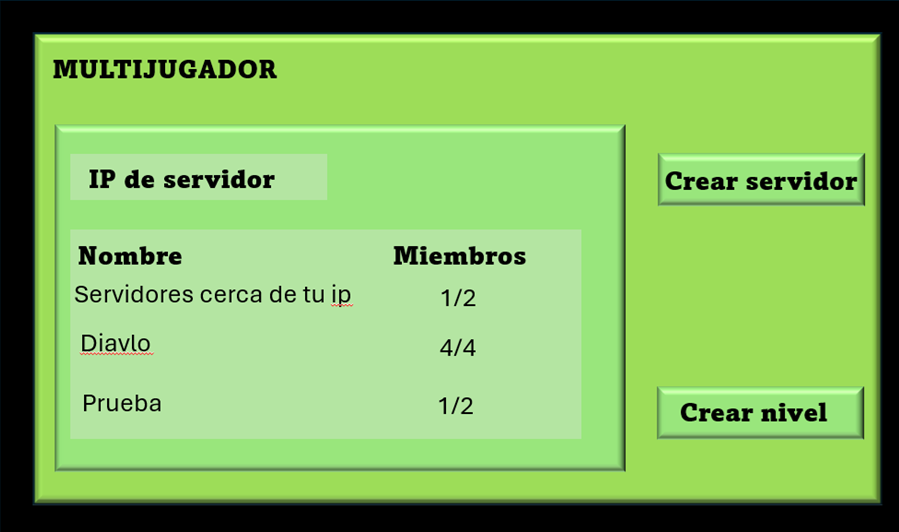 MULTIJUGADOR
IP de servidor
Crear servidor
Nombre Miembros
Servidores cerca de tu ip 1/2
Diavlo 4/4
Prueba 1/2
Crear nivel